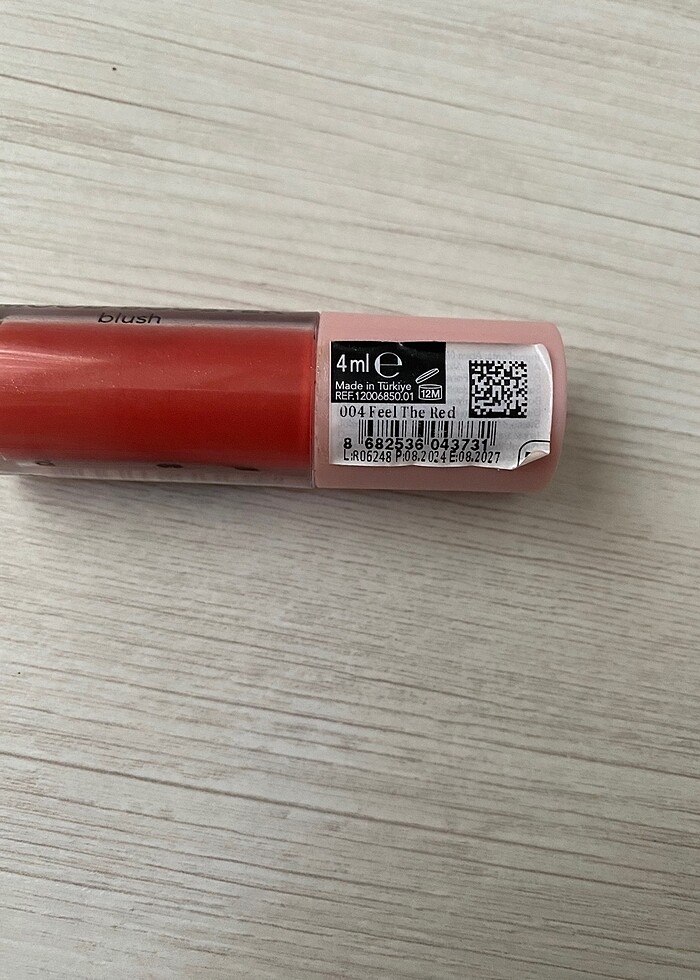 blush
4ml e
Made in Türkiye
REF.12006850.01
12M
004 Feel The Red
8 682536 043731
L:R06248 P:08.2024 E:08.2027